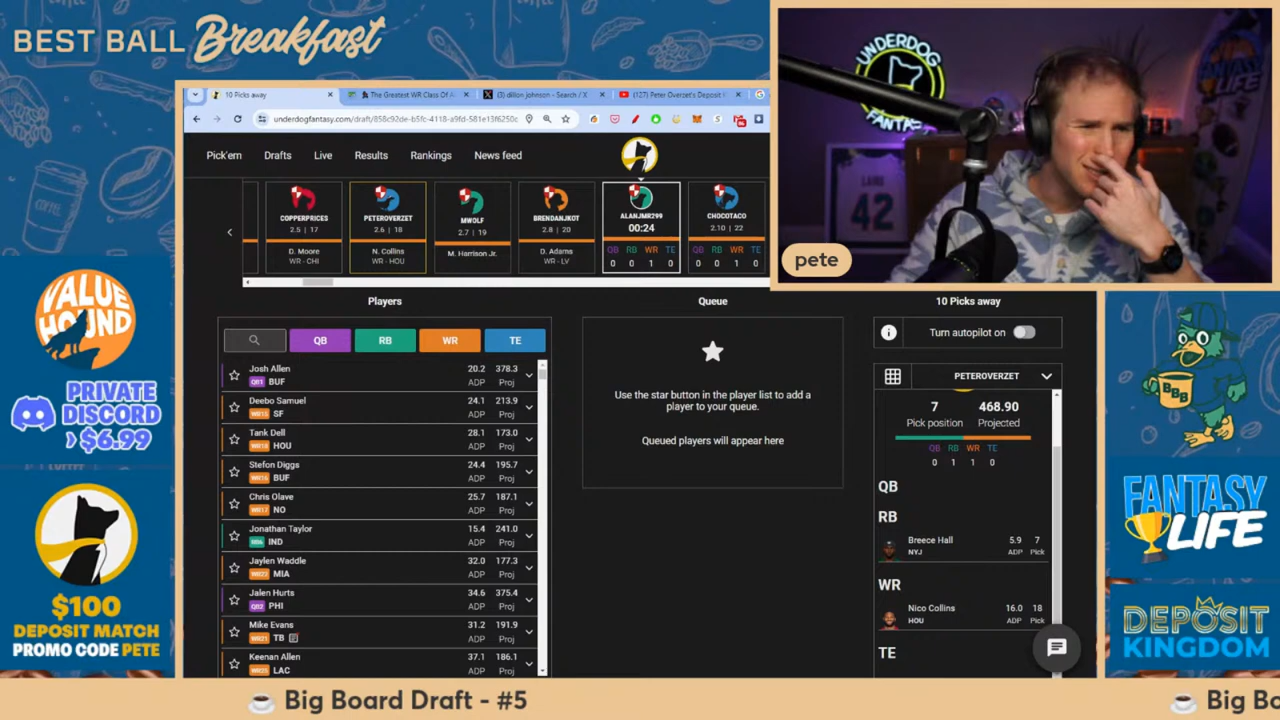 BEST BALL Breakfast
10 Picks away
The Greatest WR Class Of A
(3) dillon johnson - Search / X
(127) Peter Overzet's Deposit
underdogfantasy.com/draft/858c92de-b5fc-4118-a9fd-581e13f6250c
Pick'em
Drafts
Live
Results
Rankings
News feed
COPPERPRICES
2.5 | 17
D. Moore
WR - CHI
PETEROVERZET
2.6 | 18
N. Collins
WR - HOU
MWOLF
2.7 | 19
M. Harrison Jr.
BRENDANJKOT
2.8 | 20
D. Adams
WR - LV
ALANJMR299
00:24
QB RB WR TE
0 0 1 0
CHOCOTACO
2.10 | 22
QB RB WR TE
0 0 1 0
UNDERDOG
FANTASY
LAIRD
42
pete
Players
QB
RB
WR
TE
Josh Allen
QB1 BUF
20.2 378.3
ADP Proj
Deebo Samuel
SF
24.1 213.9
ADP Proj
Tank Dell
HOU
28.1 173.0
ADP Proj
Stefon Diggs
BUF
24.4 195.7
ADP Proj
Chris Olave
NO
25.7 187.1
ADP Proj
Jonathan Taylor
IND
15.4 241.0
ADP Proj
Jaylen Waddle
MIA
32.0 177.3
ADP Proj
Jalen Hurts
QB2 PHI
34.6 375.4
ADP Proj
Mike Evans
TB
31.2 191.9
ADP Proj
Keenan Allen
LAC
37.1 186.1
ADP Proj
Queue
Use the star button in the player list to add a
player to your queue.
Queued players will appear here
10 Picks away
Turn autopilot on
PETEROVERZET
7
Pick position
468.90
Projected
QB RB WR TE
0 1 1 0
QB
RB
Breece Hall
NYJ
5.9 7
ADP Pick
WR
Nico Collins
HOU
16.0 18
ADP Pick
TE
VALUE
HOUND
PRIVATE
DISCORD
› $6.99
$100
DEPOSIT MATCH
PROMO CODE PETE
BBB
FANTASY
LIFE
DEPOSIT
KINGDOM
Big Board Draft - #5
Big Bo